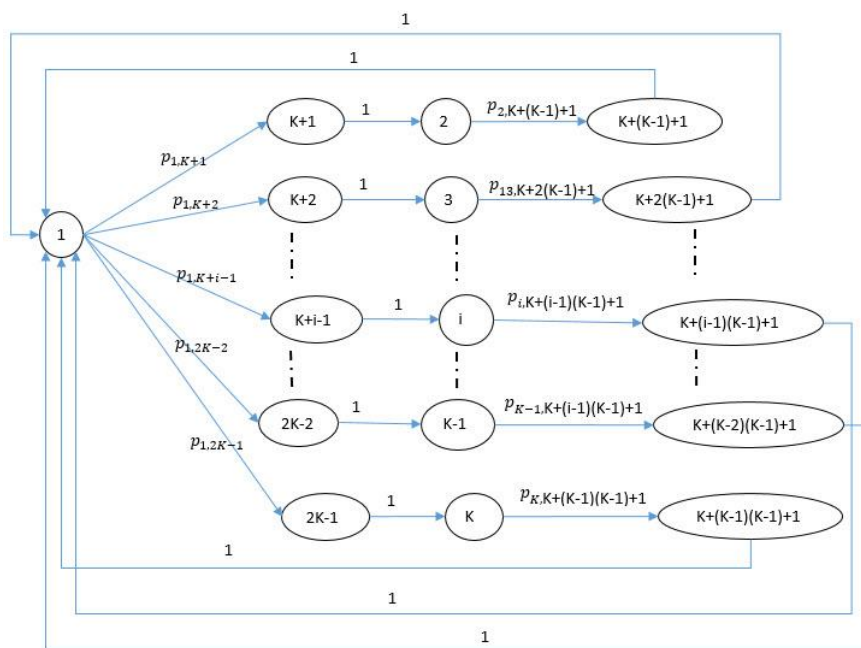 1
1
K+1
1
2
p2,K+(K-1)+1
K+(K-1)+1
p1,K+1
K+2
1
3
p13,K+2(K-1)+1
K+2(K-1)+1
p1,K+2
1
p1,K+i−1
K+i-1
1
i
pi,K+(i-1)(K-1)+1
K+(i-1)(K-1)+1
p1,2K−2
2K-2
1
K-1
pK−1,K+(i-1)(K-1)+1
K+(K-2)(K-1)+1
p1,2K−1
2K-1
1
K
pK,K+(K-1)(K-1)+1
K+(K-1)(K-1)+1
1
1
1